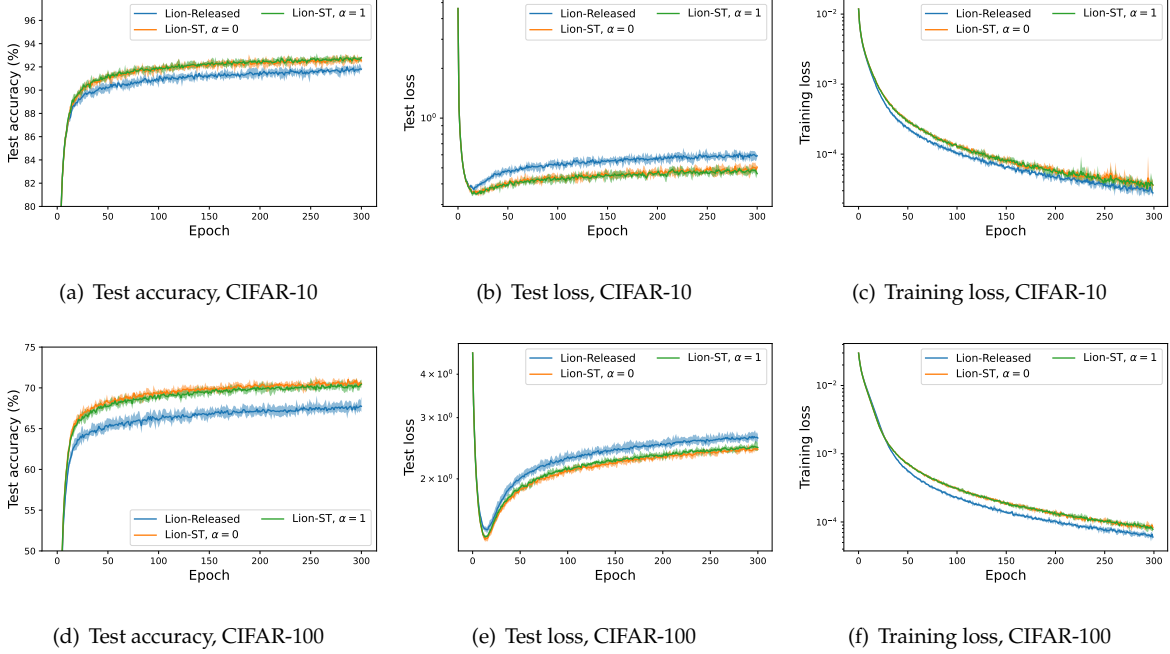 96
94
92
90
88
86
84
82
80
0 50 100 150 200 250 300
Epoch
Test accuracy (%)
Lion-Released
Lion-ST, α = 0
Lion-ST, α = 1
10⁰
0 50 100 150 200 250 300
Epoch
Test loss
Lion-Released
Lion-ST, α = 0
Lion-ST, α = 1
10⁻²
10⁻³
10⁻⁴
0 50 100 150 200 250 300
Epoch
Training loss
Lion-Released
Lion-ST, α = 0
Lion-ST, α = 1
(a) Test accuracy, CIFAR-10
(b) Test loss, CIFAR-10
(c) Training loss, CIFAR-10
75
70
65
60
55
50
0 50 100 150 200 250 300
Epoch
Test accuracy (%)
Lion-Released
Lion-ST, α = 0
Lion-ST, α = 1
4 × 10⁰
3 × 10⁰
2 × 10⁰
0 50 100 150 200 250 300
Epoch
Test loss
Lion-Released
Lion-ST, α = 0
Lion-ST, α = 1
10⁻²
10⁻³
10⁻⁴
0 50 100 150 200 250 300
Epoch
Training loss
Lion-Released
Lion-ST, α = 0
Lion-ST, α = 1
(d) Test accuracy, CIFAR-100
(e) Test loss, CIFAR-100
(f) Training loss, CIFAR-100